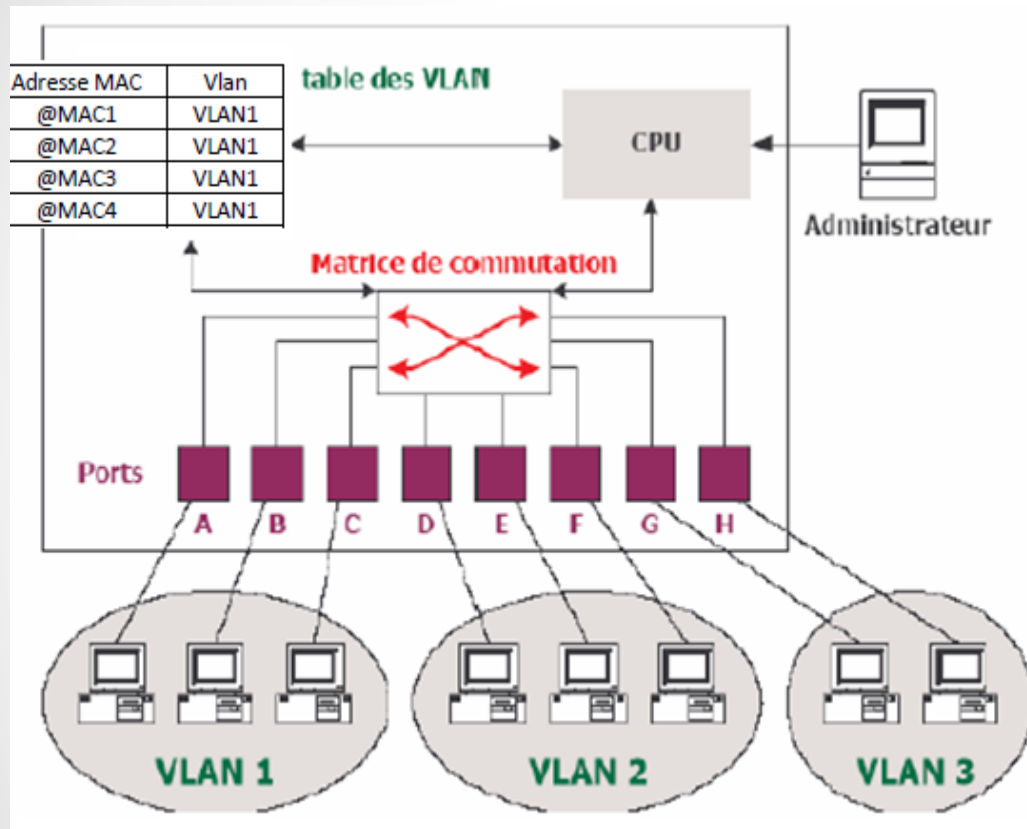 table des VLAN
Adresse MAC Vlan
@MAC1 VLAN1
@MAC2 VLAN1
@MAC3 VLAN1
@MAC4 VLAN1
CPU
Administrateur
Matrice de commutation
Ports
A B C D E F G H
VLAN 1 VLAN 2 VLAN 3